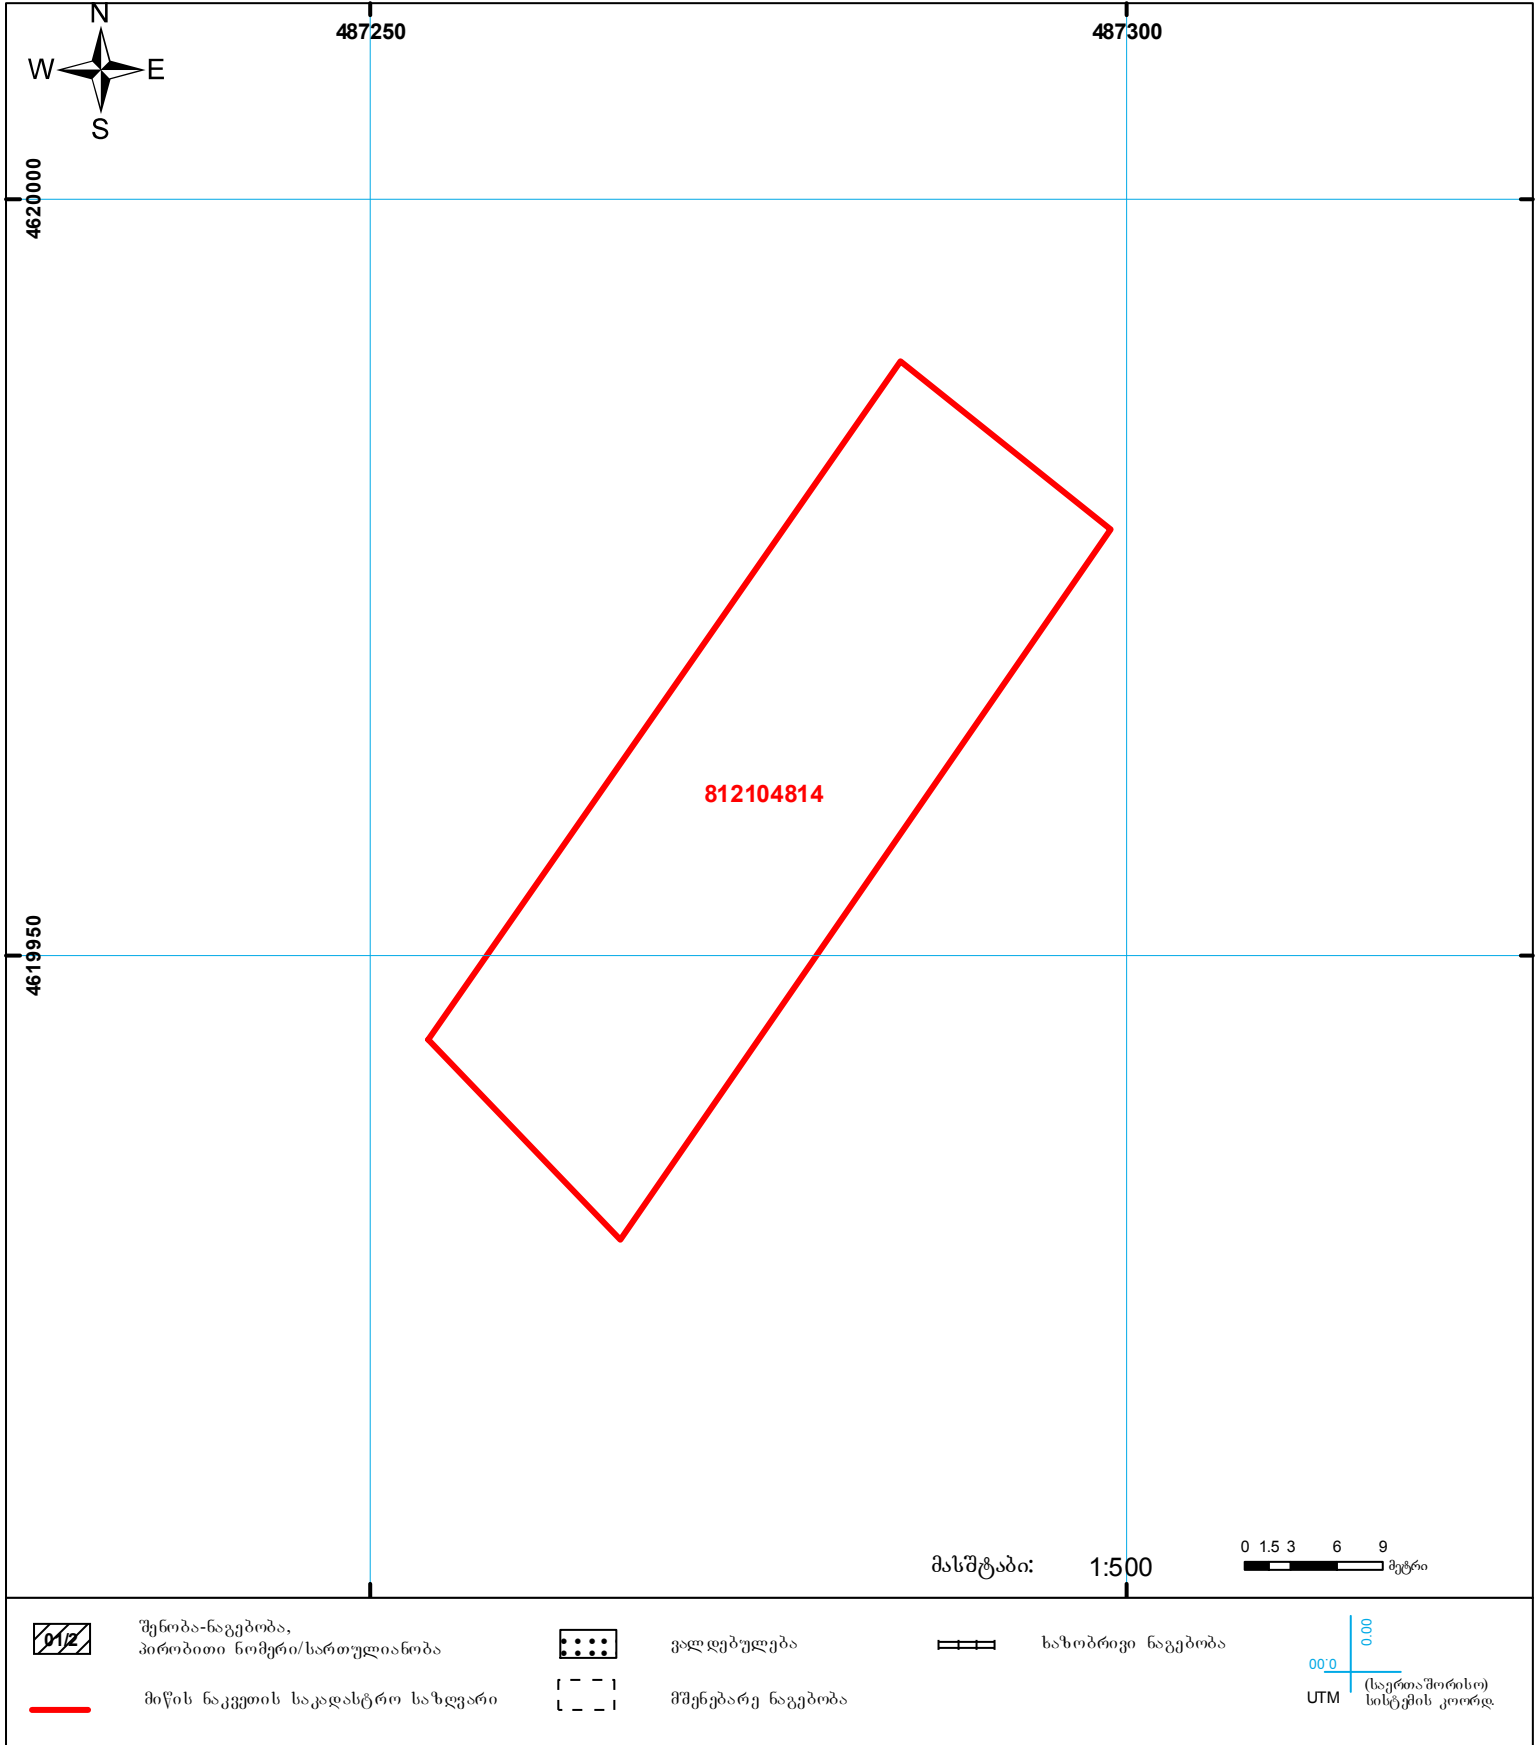 N
W E
S
487250 487300
4620000
812104814
4619950
მასშტაბი: 1:500
0 1.5 3 6 9
მეტრი
01/2
შენობა-ნაგებობა,
პირობითი ნომერი/სართულიანობა
ვალდებულება
ხაზობრივი ნაგებობა
მიწის ნაკვეთის საკადასტრო საზღვარი
მშენებარე ნაგებობა
0.00
00.0
UTM
(საერთაშორისო)
სისტემის კოორდ.